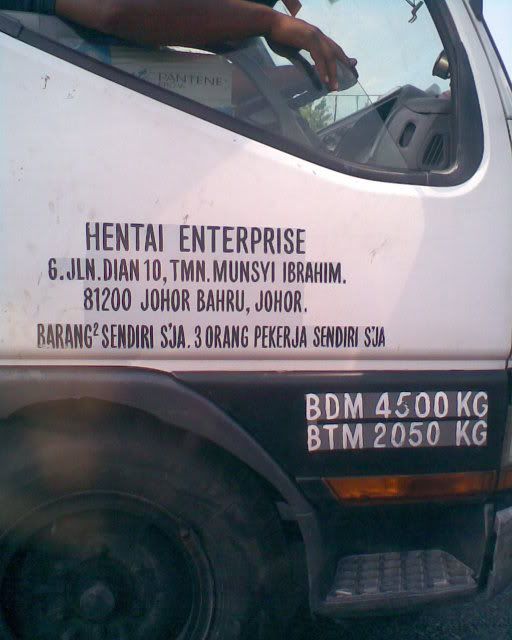 PANTENE
HENTAI ENTERPRISE
6.JLN.DIAN 10, TMN.MUNSYI IBRAHIM.
81200 JOHOR BAHRU, JOHOR.
BARANG² SENDIRI S'JA. 3 ORANG PEKERJA SENDIRI S'JA
BDM 4500 KG
BTM 2050 KG